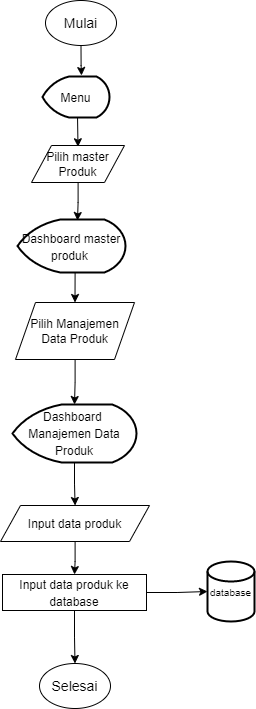 Mulai
Menu
Pilih master
Produk
Dashboard master
produk
Pilih Manajemen
Data Produk
Dashboard
Manajemen Data
Produk
Input data produk
Input data produk ke
database
database
Selesai